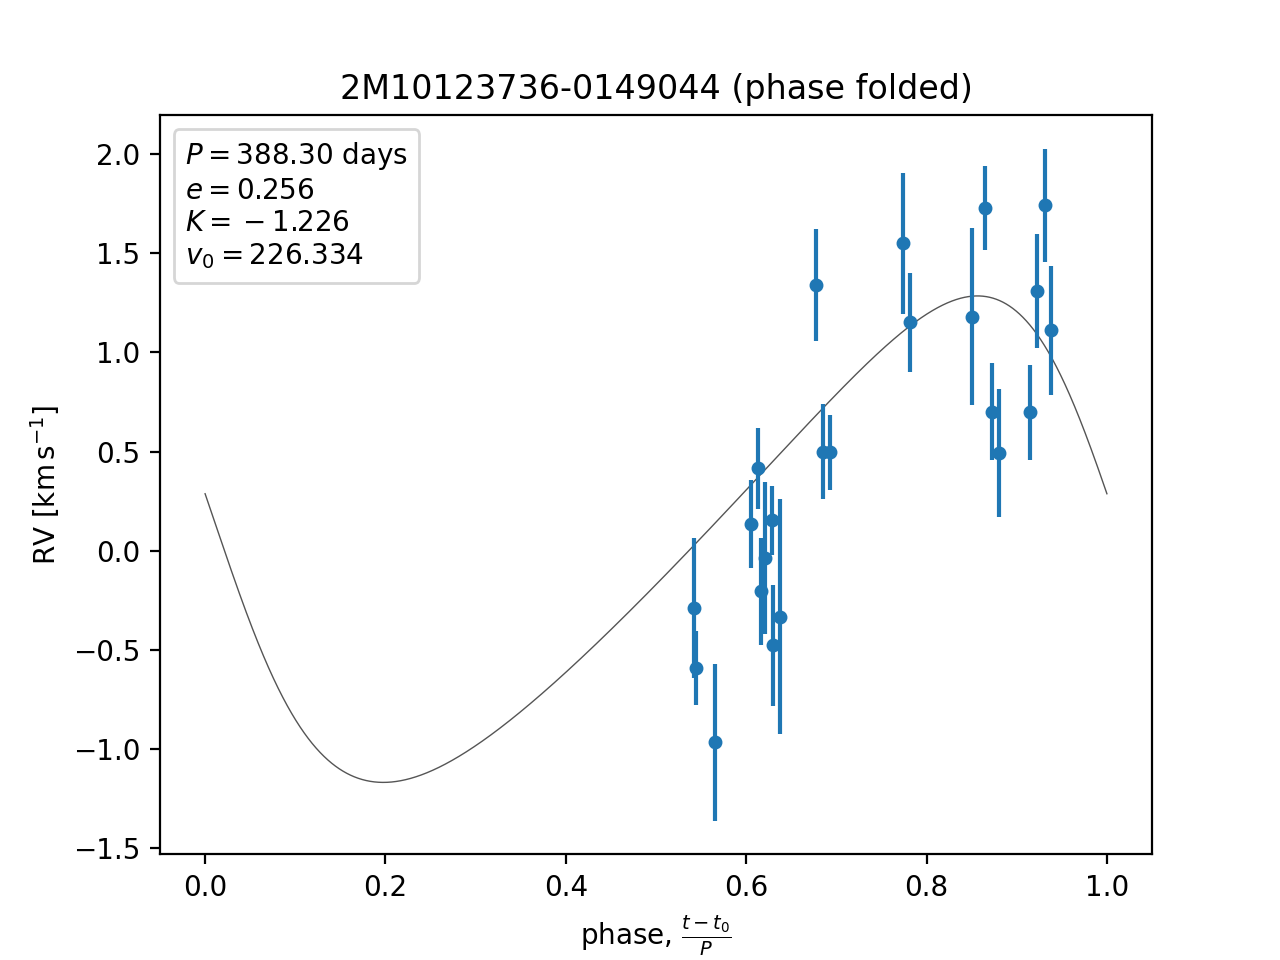 2M10123736-0149044 (phase folded)
P = 388.30 days
e = 0.256
K = −1.226
v₀ = 226.334
RV [km s⁻¹]
2.0
1.5
1.0
0.5
0.0
−0.5
−1.0
−1.5
0.0 0.2 0.4 0.6 0.8 1.0
phase, (t − t₀)/P